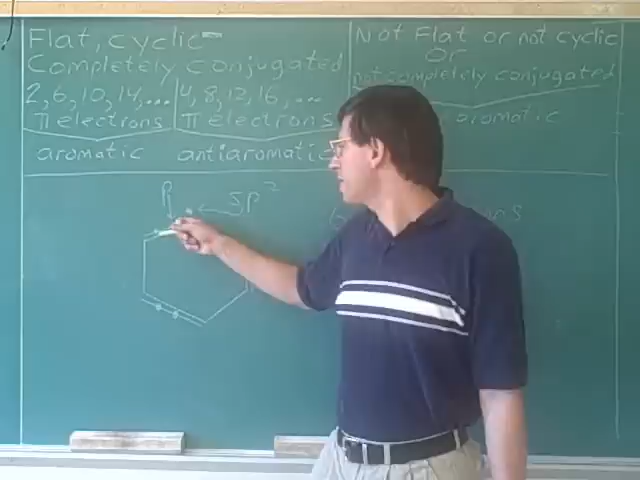 Flat, cyclic
Completely conjugated
2, 6, 10, 14, ... 4, 8, 12, 16, ...
π electrons π electrons
aromatic antiaromatic
Not Flat or not cyclic
or
not completely conjugated
aromatic
P
SP²